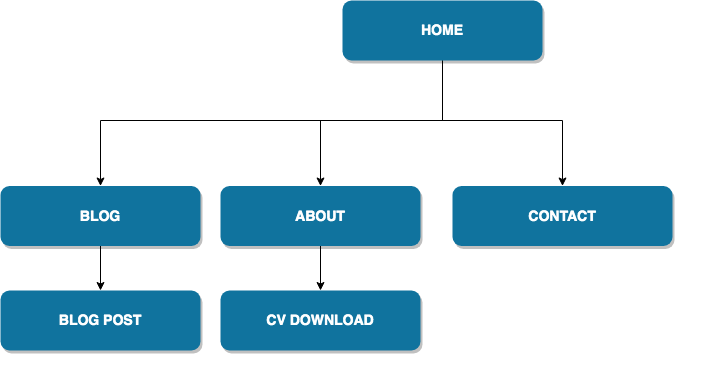 HOME
BLOG
ABOUT
CONTACT
BLOG POST
CV DOWNLOAD